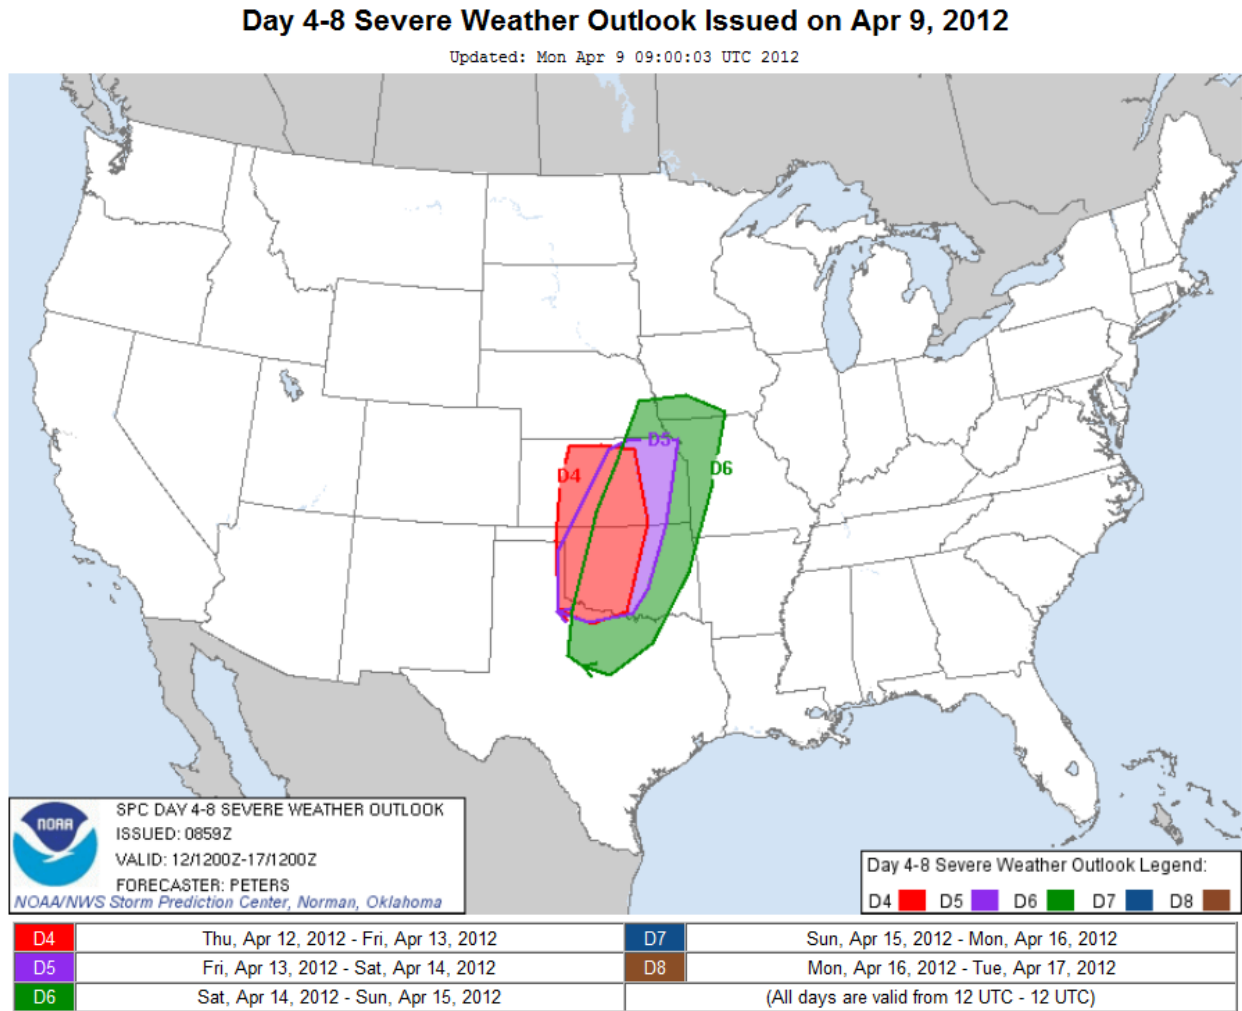 Day 4-8 Severe Weather Outlook Issued on Apr 9, 2012
Updated: Mon Apr 9 09:00:03 UTC 2012
D5
D4
D6
NOAA
SPC DAY 4-8 SEVERE WEATHER OUTLOOK
ISSUED: 0859Z
VALID: 12/1200Z-17/1200Z
FORECASTER: PETERS
NOAA/NWS Storm Prediction Center, Norman, Oklahoma
Day 4-8 Severe Weather Outlook Legend:
D4 D5 D6 D7 D8
D4 Thu, Apr 12, 2012 - Fri, Apr 13, 2012 D7 Sun, Apr 15, 2012 - Mon, Apr 16, 2012
D5 Fri, Apr 13, 2012 - Sat, Apr 14, 2012 D8 Mon, Apr 16, 2012 - Tue, Apr 17, 2012
D6 Sat, Apr 14, 2012 - Sun, Apr 15, 2012 (All days are valid from 12 UTC - 12 UTC)